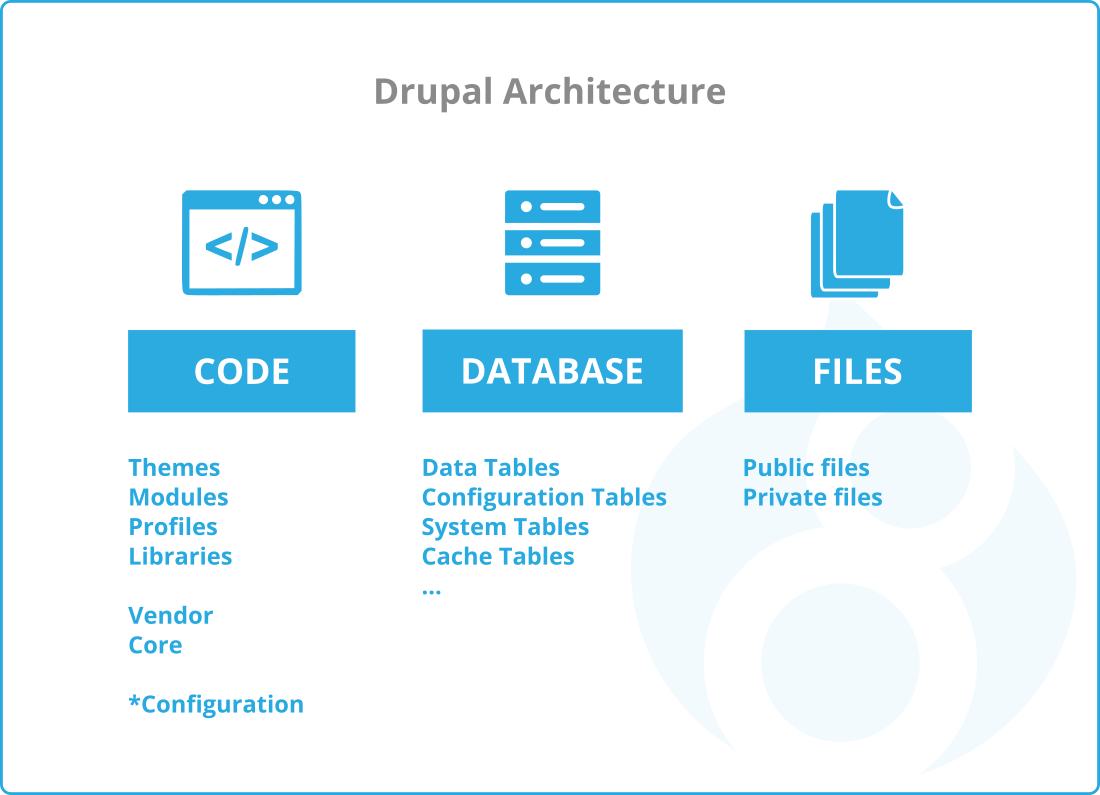 Drupal Architecture
</>
CODE
Themes
Modules
Profiles
Libraries
Vendor
Core
*Configuration
DATABASE
Data Tables
Configuration Tables
System Tables
Cache Tables
...
FILES
Public files
Private files